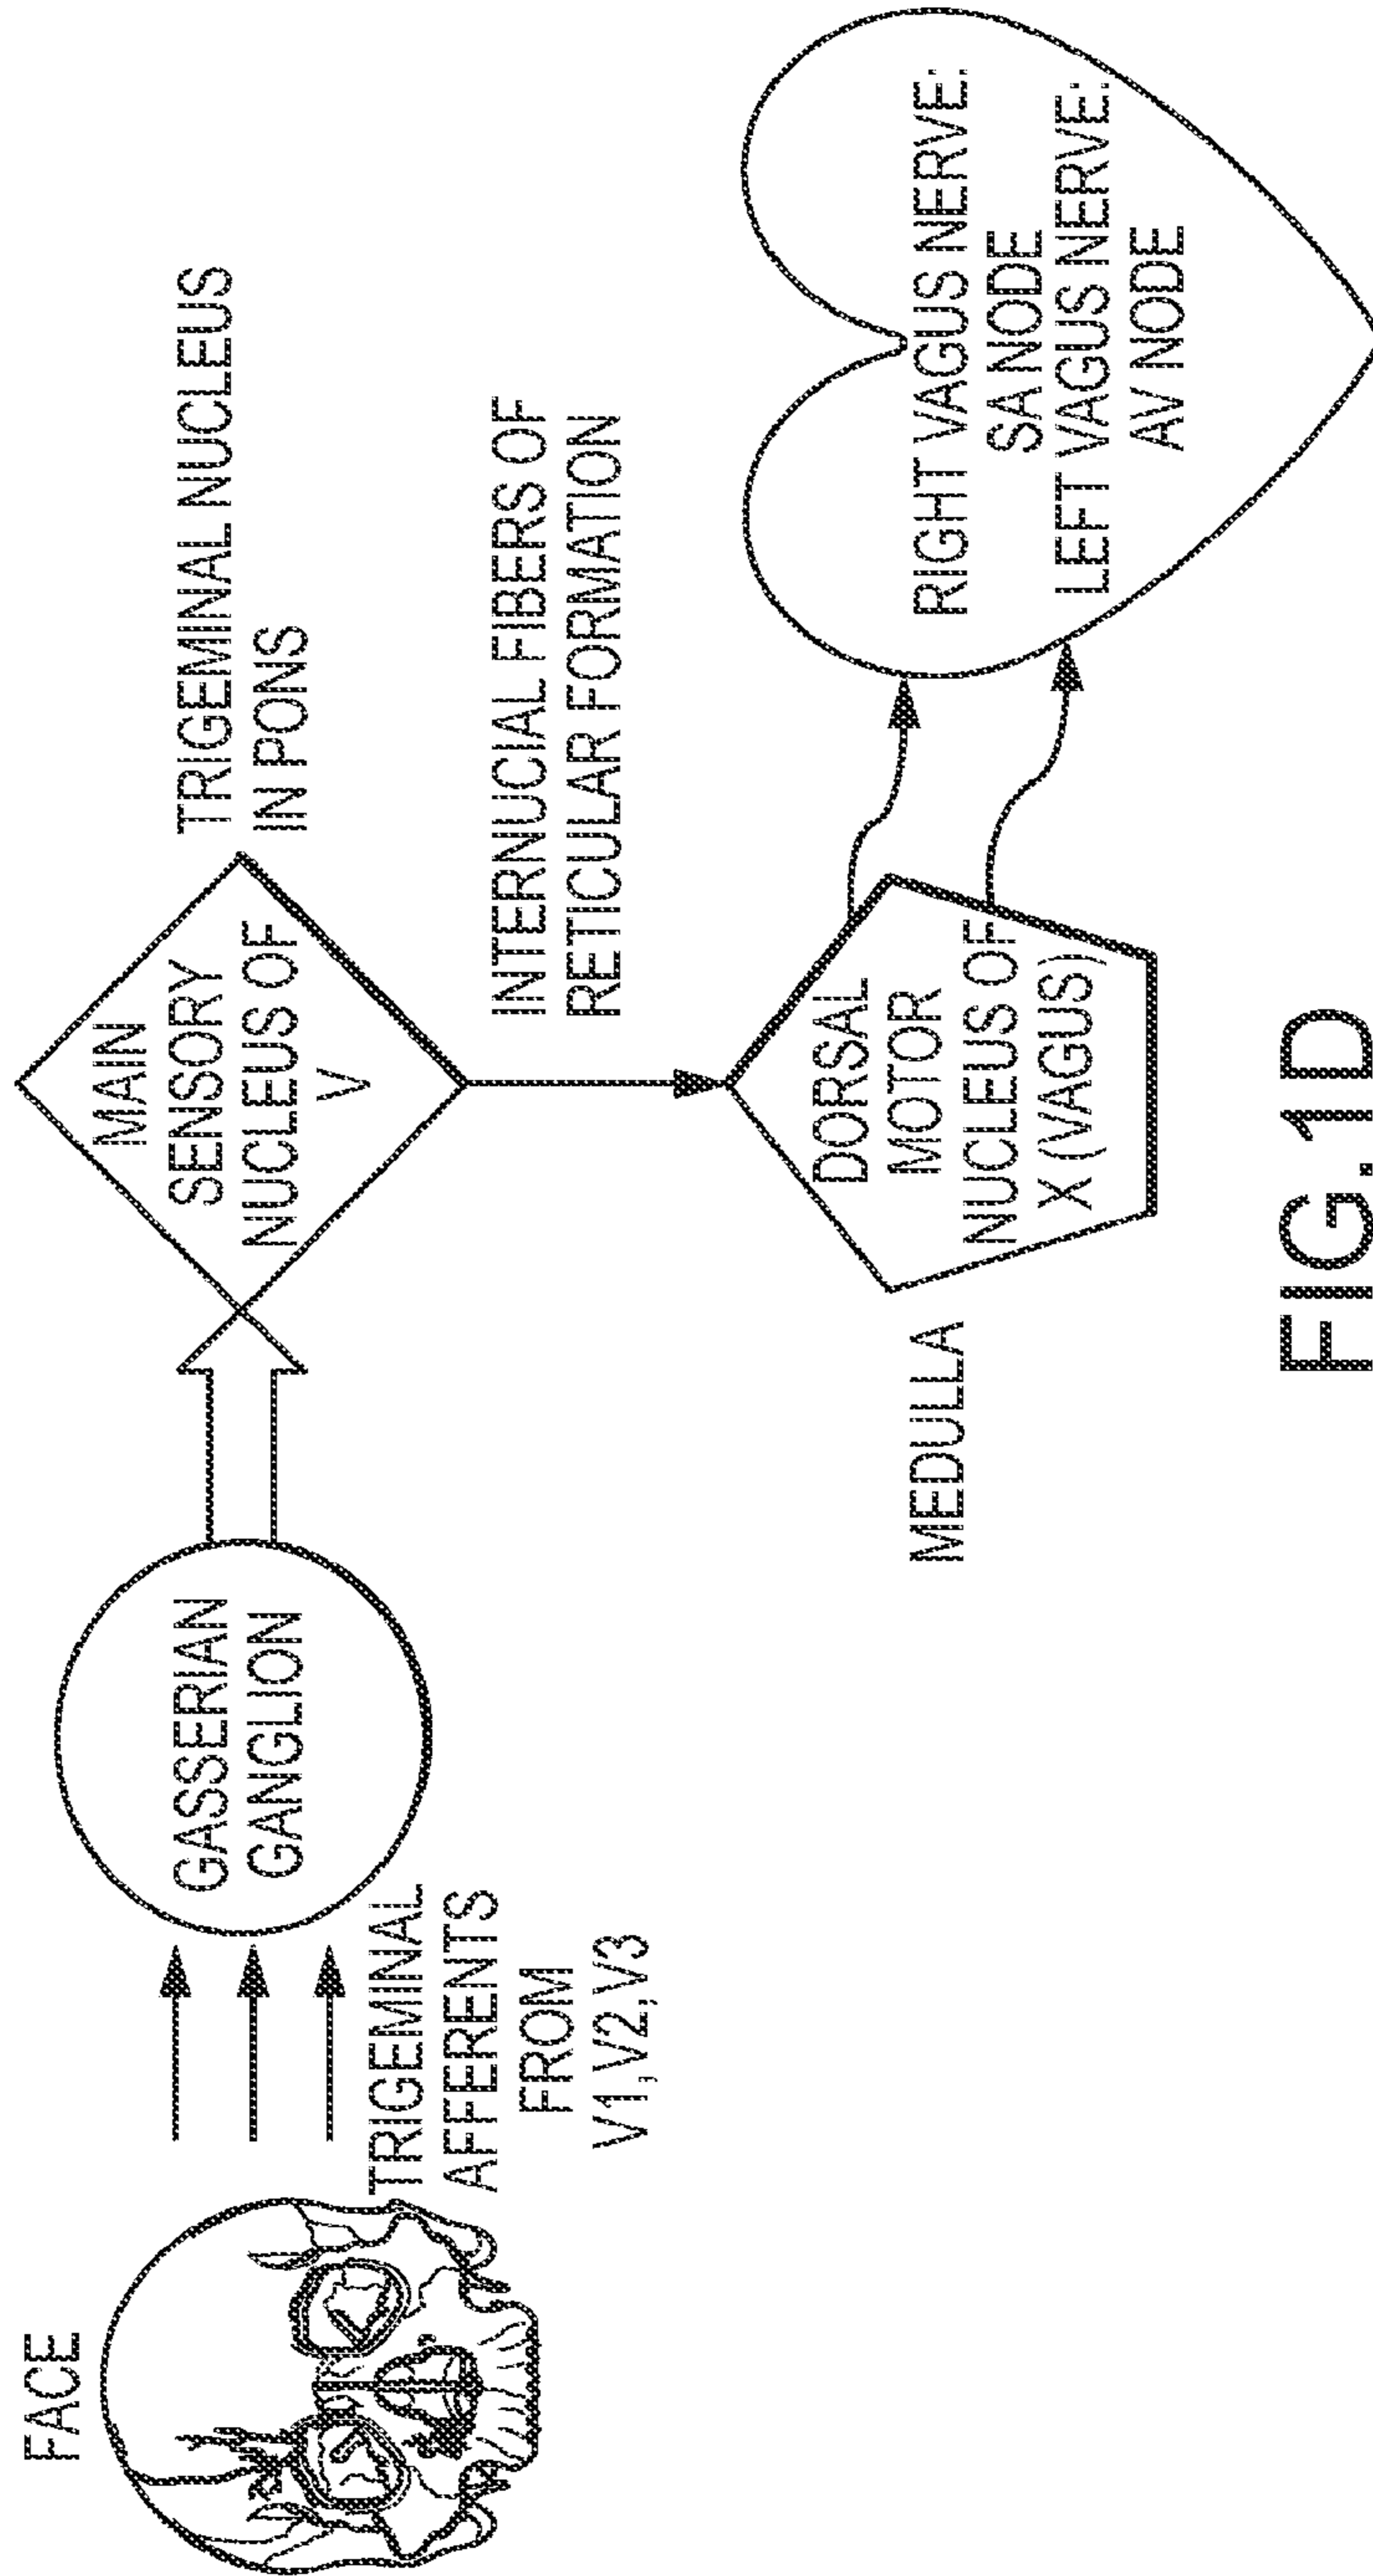 FACE
TRIGEMINAL
AFFERENTS
FROM
V1,V2,V3
GASSERIAN
GANGLION
MAIN
SENSORY
NUCLEUS OF
V
TRIGEMINAL NUCLEUS
IN PONS
INTERNUCIAL FIBERS OF
RETICULAR FORMATION
MEDULLA
DORSAL
MOTOR
NUCLEUS OF
X (VAGUS)
RIGHT VAGUS NERVE:
SA NODE
LEFT VAGUS NERVE:
AV NODE
FIG.1D